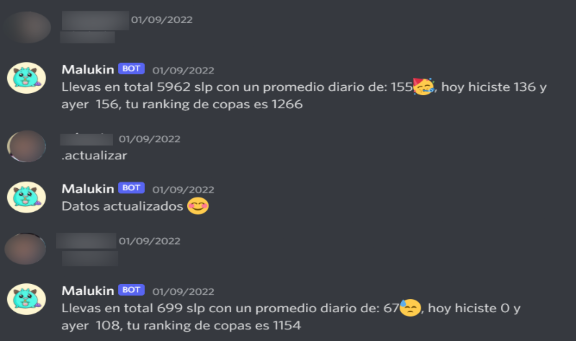 01/09/2022
Malukin BOT 01/09/2022
Llevas en total 5962 slp con un promedio diario de: 155🥳, hoy hiciste 136 y
ayer 156, tu ranking de copas es 1266
01/09/2022
.actualizar
Malukin BOT 01/09/2022
Datos actualizados 😊
01/09/2022
Malukin BOT 01/09/2022
Llevas en total 699 slp con un promedio diario de: 67😓, hoy hiciste 0 y
ayer 108, tu ranking de copas es 1154